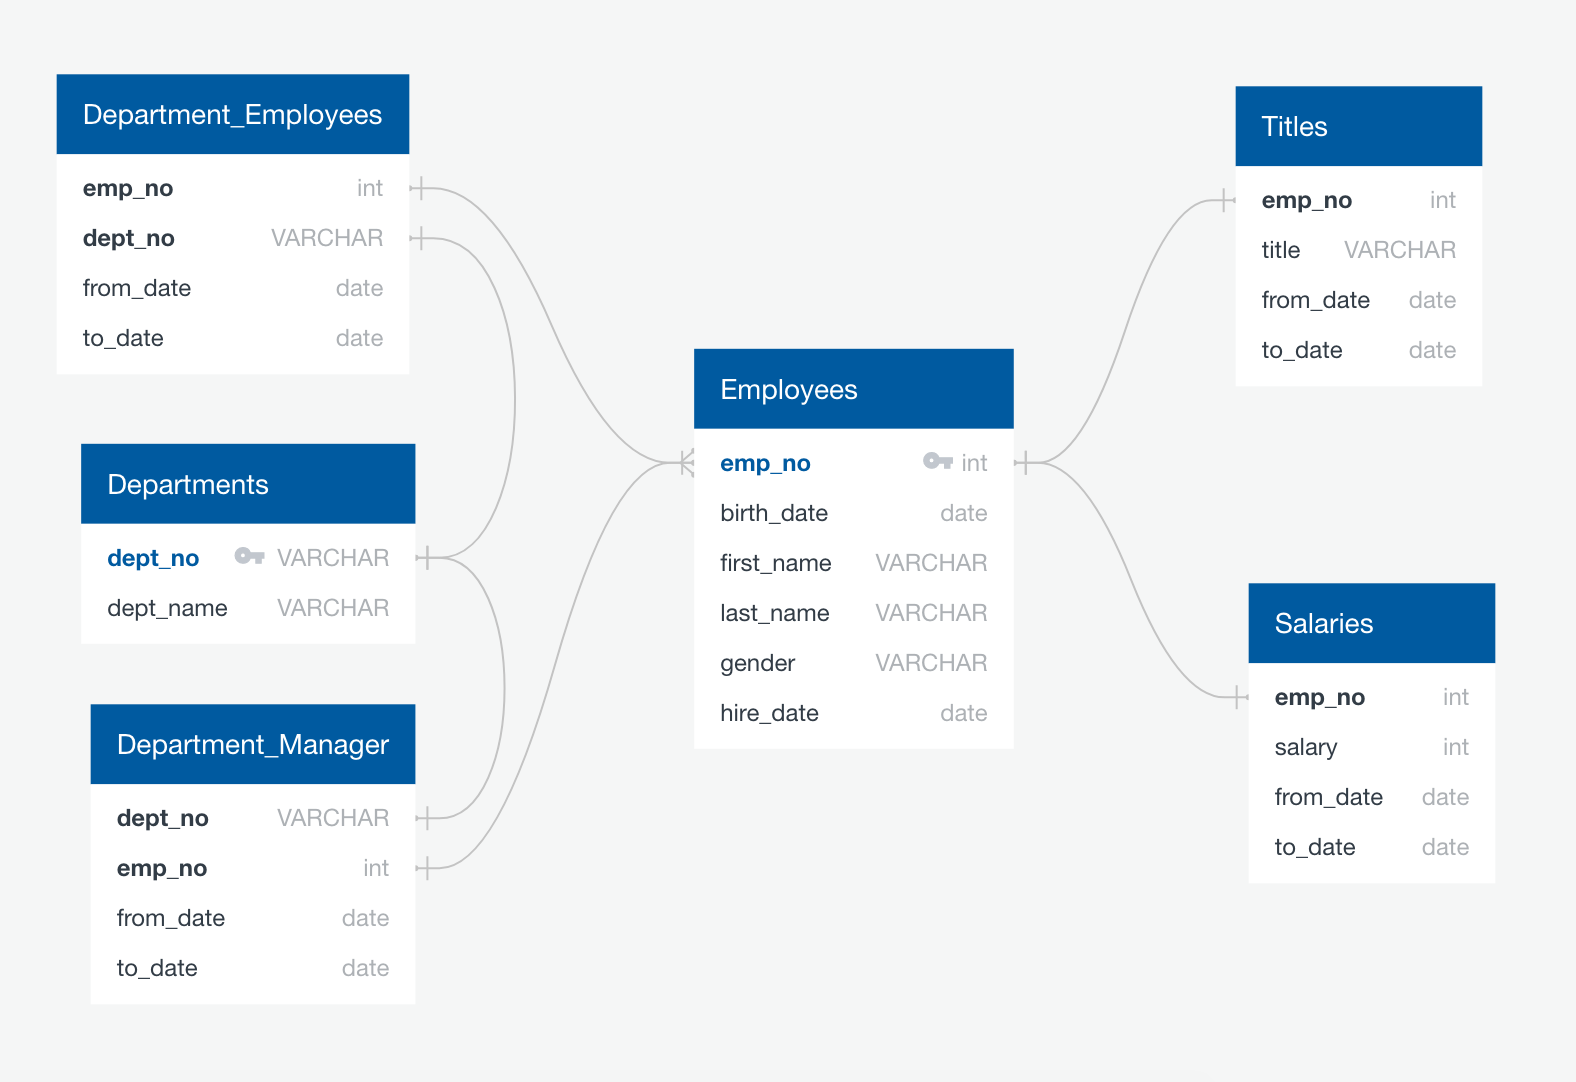 Department_Employees
emp_no int
dept_no VARCHAR
from_date date
to_date date
Departments
dept_no VARCHAR
dept_name VARCHAR
Department_Manager
dept_no VARCHAR
emp_no int
from_date date
to_date date
Employees
emp_no int
birth_date date
first_name VARCHAR
last_name VARCHAR
gender VARCHAR
hire_date date
Titles
emp_no int
title VARCHAR
from_date date
to_date date
Salaries
emp_no int
salary int
from_date date
to_date date